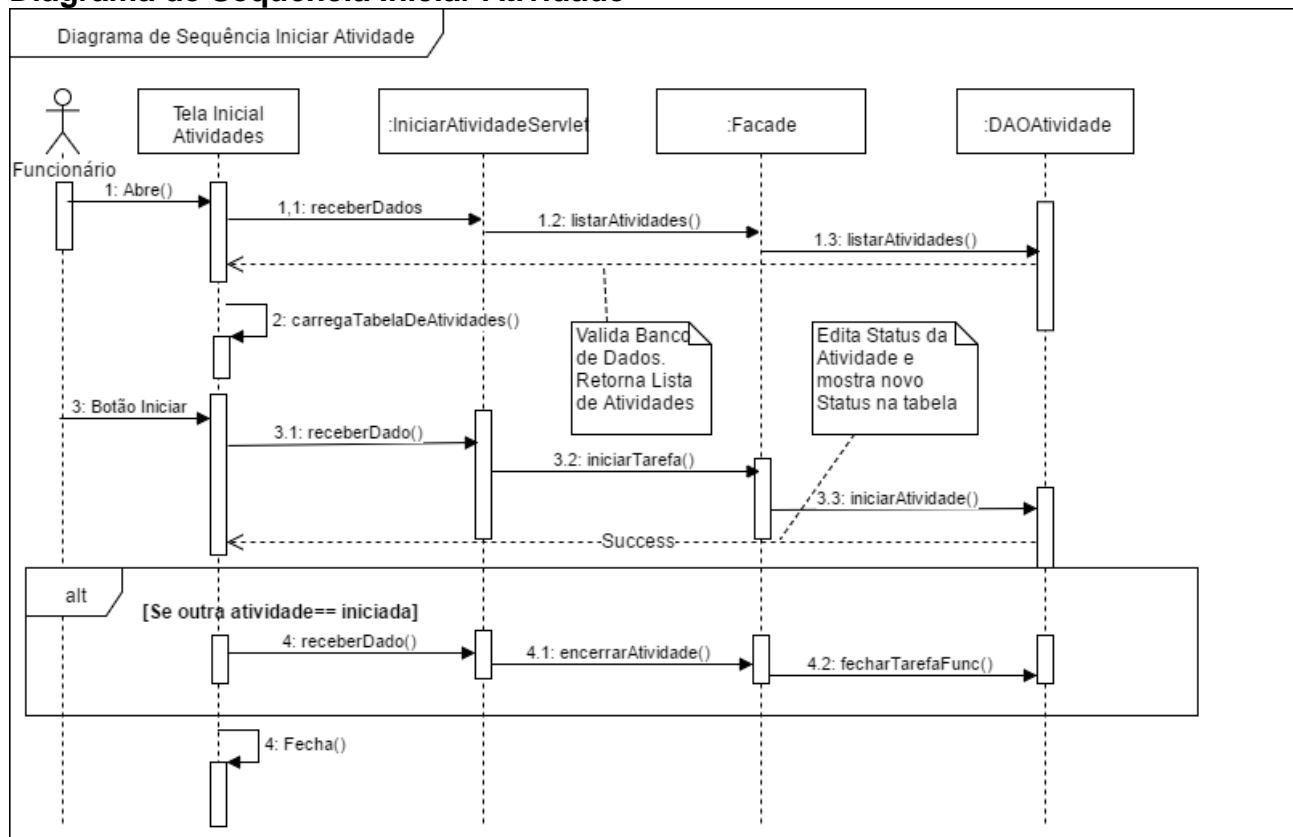 Diagrama de Sequência Iniciar Atividade
Diagrama de Sequência Iniciar Atividade
Tela Inicial
Atividades
:IniciarAtividadeServlet
:Facade
:DAOAtividade
Funcionário
1: Abre()
1,1: receberDados
1.2: listarAtividades()
1.3: listarAtividades()
2: carregaTabelaDeAtividades()
Valida Banco
de Dados.
Retorna Lista
de Atividades
Edita Status da
Atividade e
mostra novo
Status na tabela
3: Botão Iniciar
3.1: receberDado()
3.2: iniciarTarefa()
3.3: iniciarAtividade()
Success
alt
[Se outra atividade== iniciada]
4: receberDado()
4.1: encerrarAtividade()
4.2: fecharTarefaFunc()
4: Fecha()